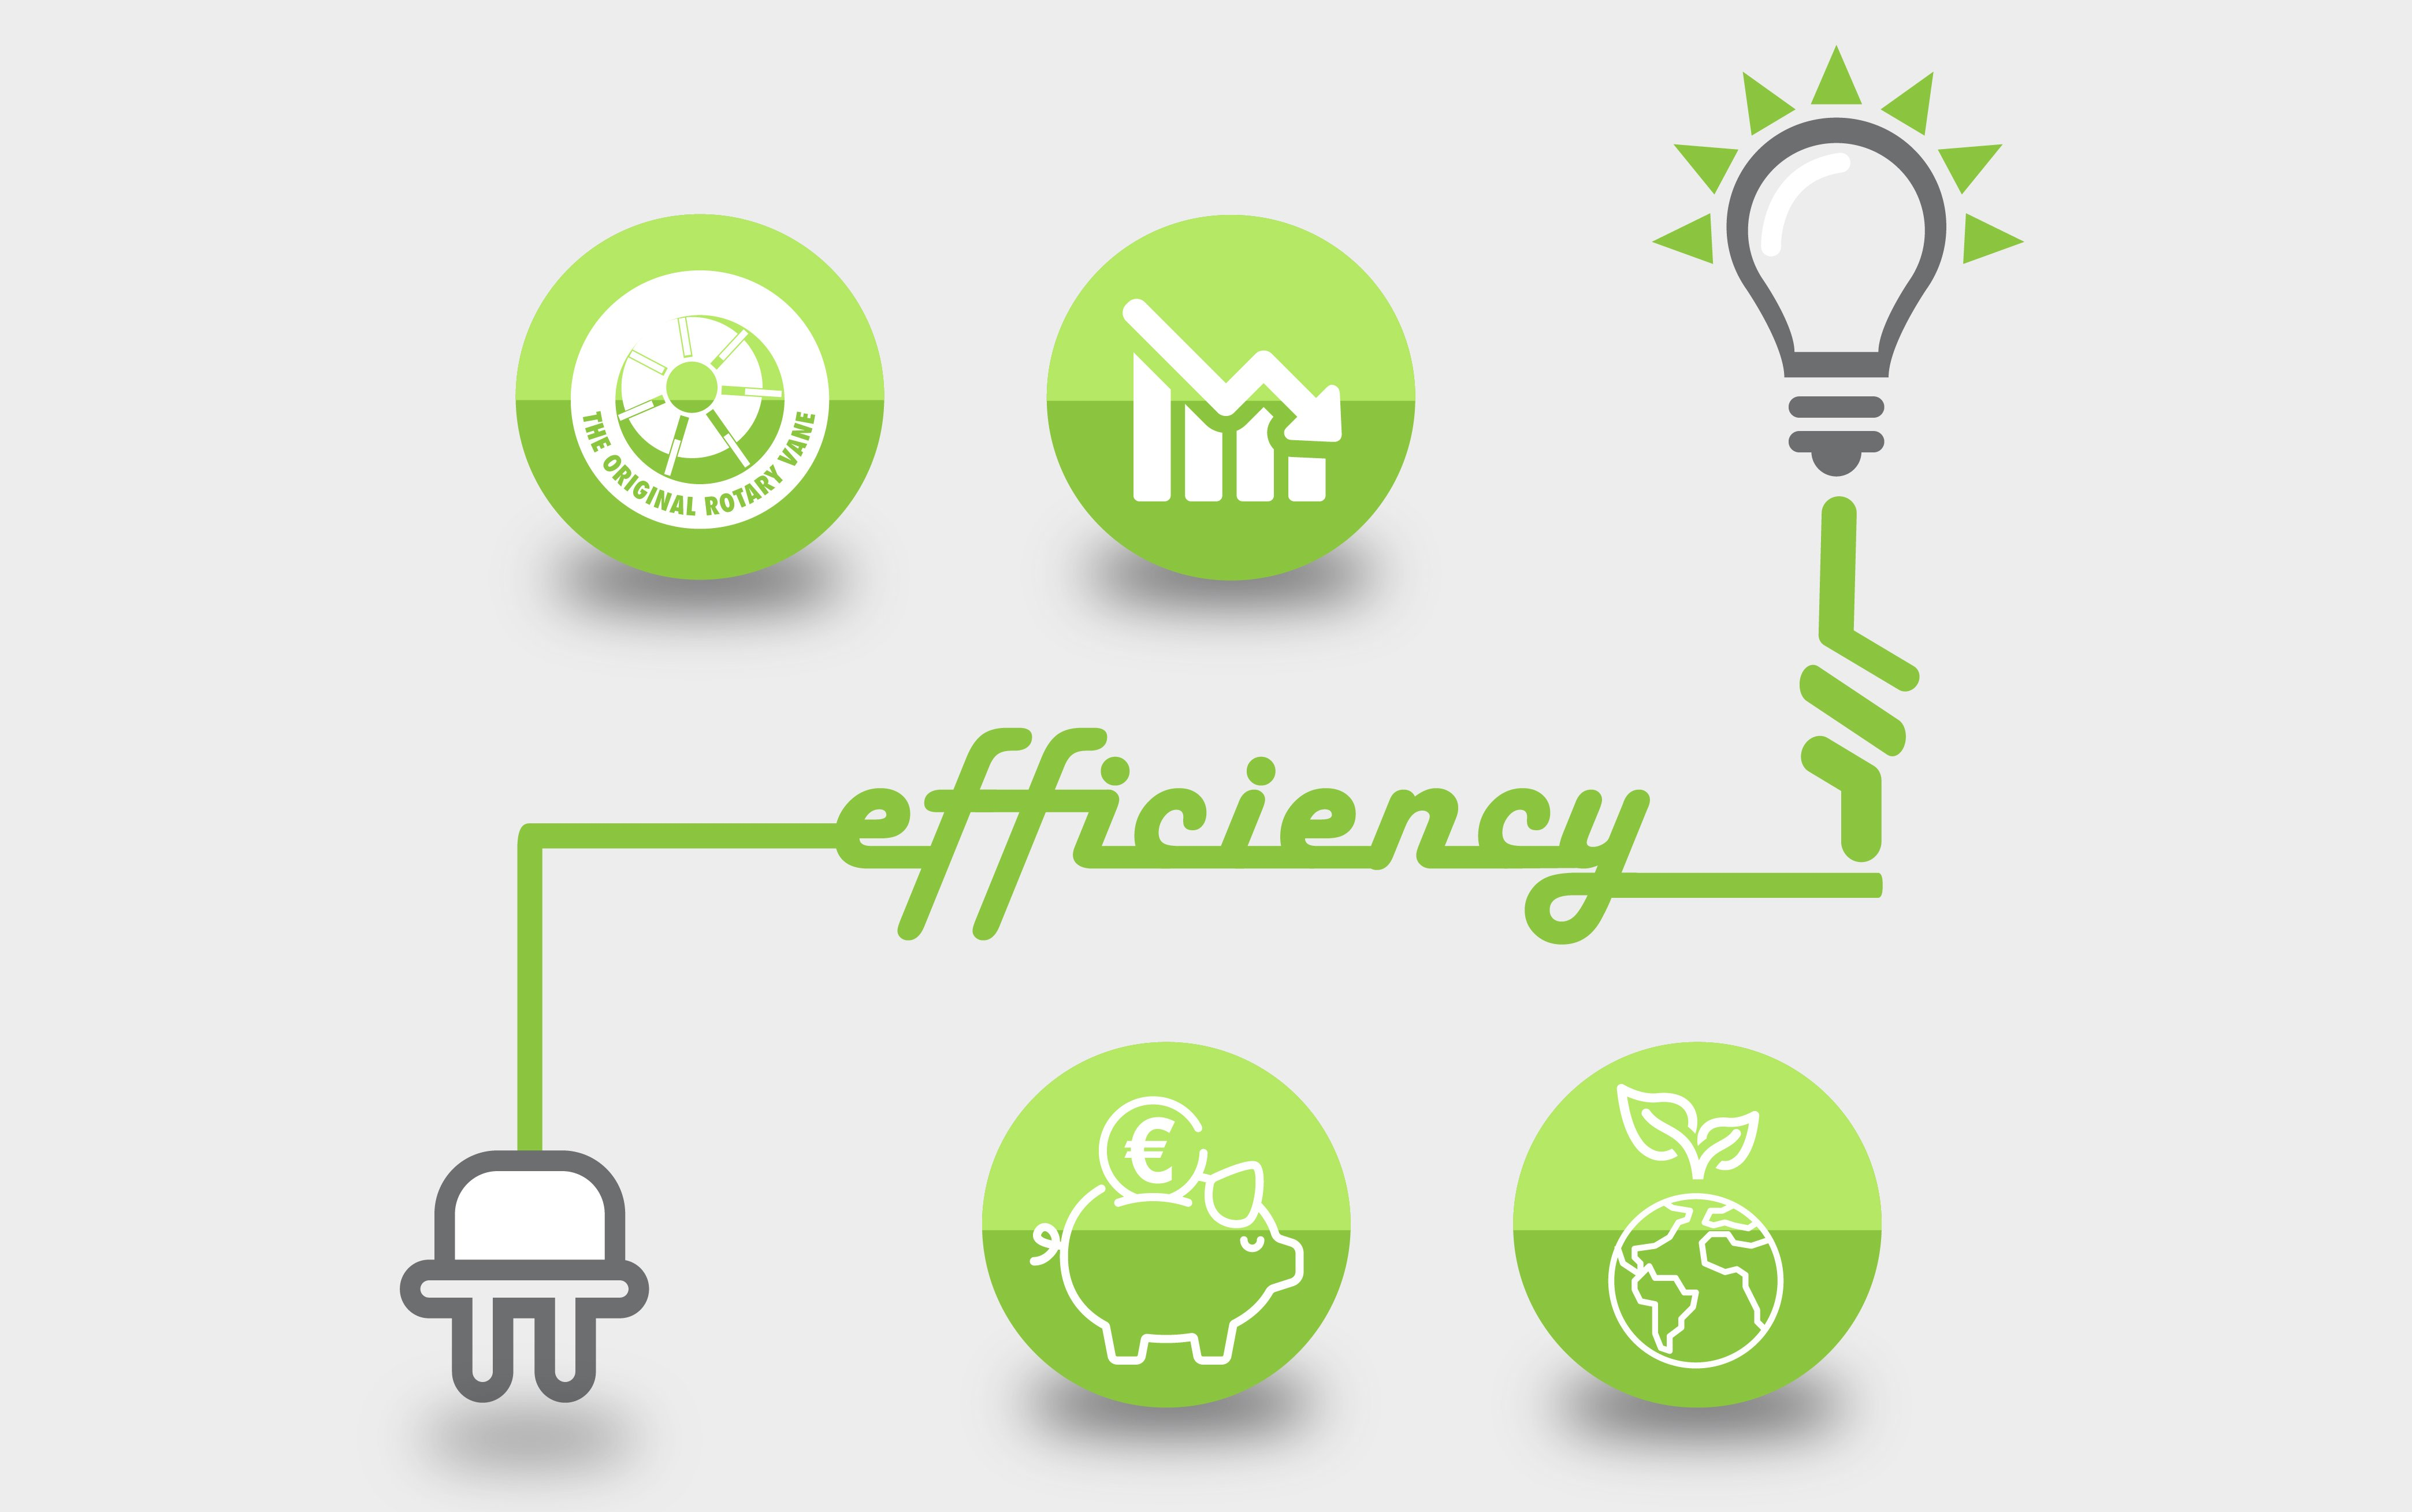 THE ORIGINAL ROTARY VANE
efficiency
€